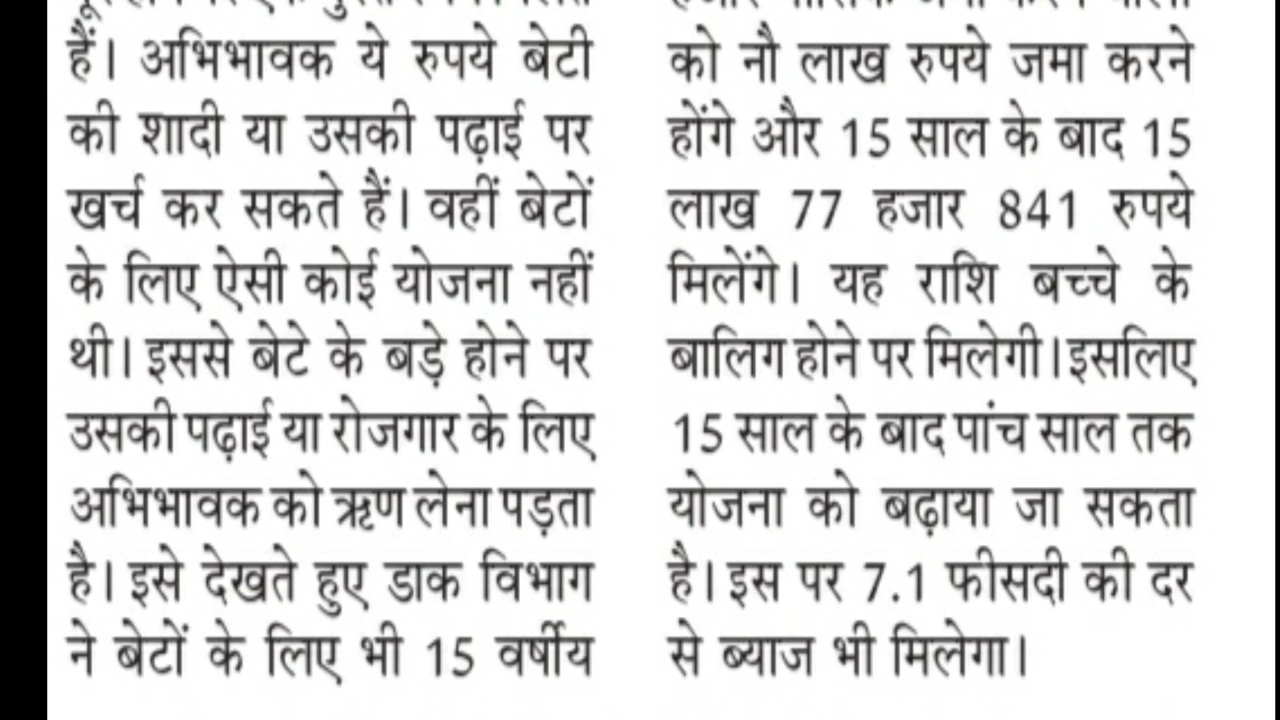 हैं। अभिभावक ये रुपये बेटी
की शादी या उसकी पढ़ाई पर
खर्च कर सकते हैं। वहीं बेटों
के लिए ऐसी कोई योजना नहीं
थी। इससे बेटे के बड़े होने पर
उसकी पढ़ाई या रोजगार के लिए
अभिभावक को ऋण लेना पड़ता
है। इसे देखते हुए डाक विभाग
ने बेटों के लिए भी 15 वर्षीय
को नौ लाख रुपये जमा करने
होंगे और 15 साल के बाद 15
लाख 77 हजार 841 रुपये
मिलेंगे। यह राशि बच्चे के
बालिग होने पर मिलेगी। इसलिए
15 साल के बाद पांच साल तक
योजना को बढ़ाया जा सकता
है। इस पर 7.1 फीसदी की दर
से ब्याज भी मिलेगा।